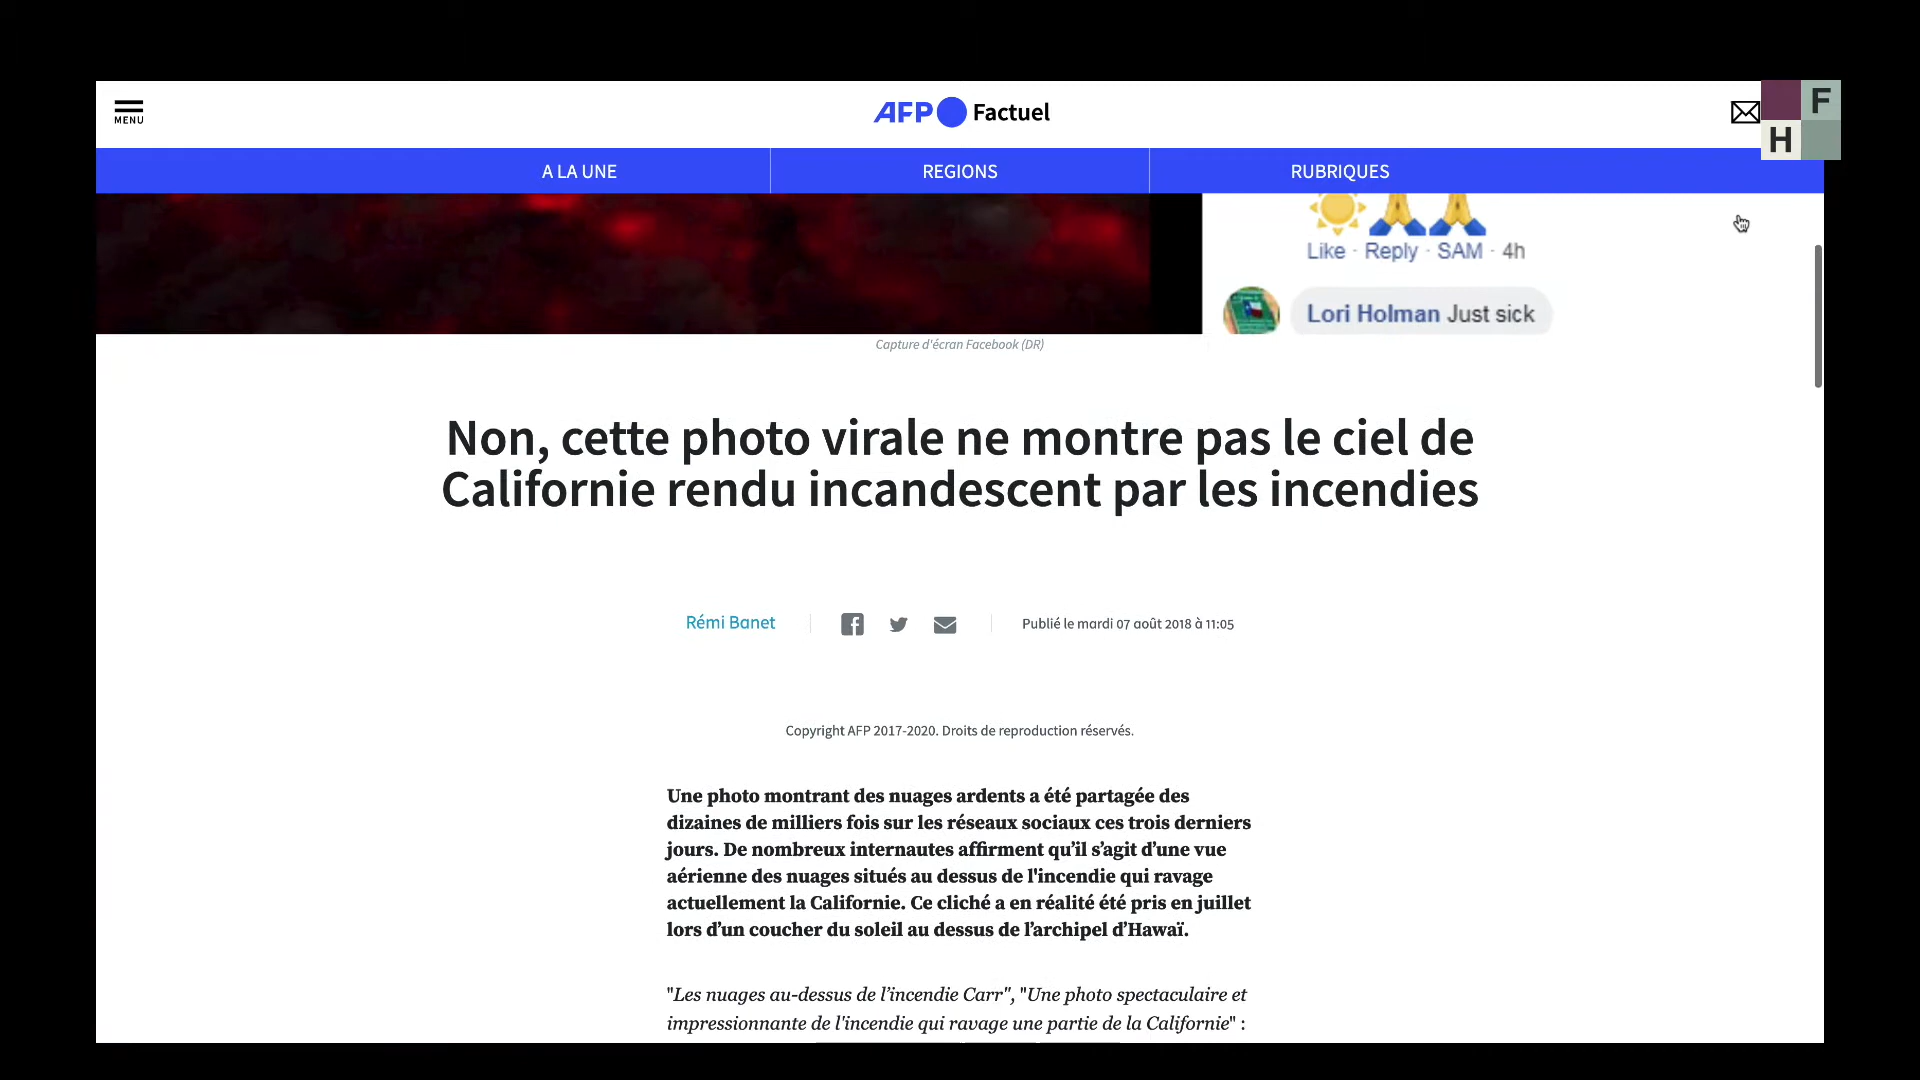 MENU
AFP Factuel
F
H
A LA UNE
REGIONS
RUBRIQUES
Like · Reply · SAM · 4h
Lori Holman Just sick
Capture d'écran Facebook (DR)
Non, cette photo virale ne montre pas le ciel de
Californie rendu incandescent par les incendies
Rémi Banet
Publié le mardi 07 août 2018 à 11:05
Copyright AFP 2017-2020. Droits de reproduction réservés.
Une photo montrant des nuages ardents a été partagée des
dizaines de milliers fois sur les réseaux sociaux ces trois derniers
jours. De nombreux internautes affirment qu’il s’agit d’une vue
aérienne des nuages situés au dessus de l'incendie qui ravage
actuellement la Californie. Ce cliché a en réalité été pris en juillet
lors d’un coucher du soleil au dessus de l’archipel d’Hawaï.
"Les nuages au-dessus de l’incendie Carr", "Une photo spectaculaire et
impressionnante de l'incendie qui ravage une partie de la Californie" :